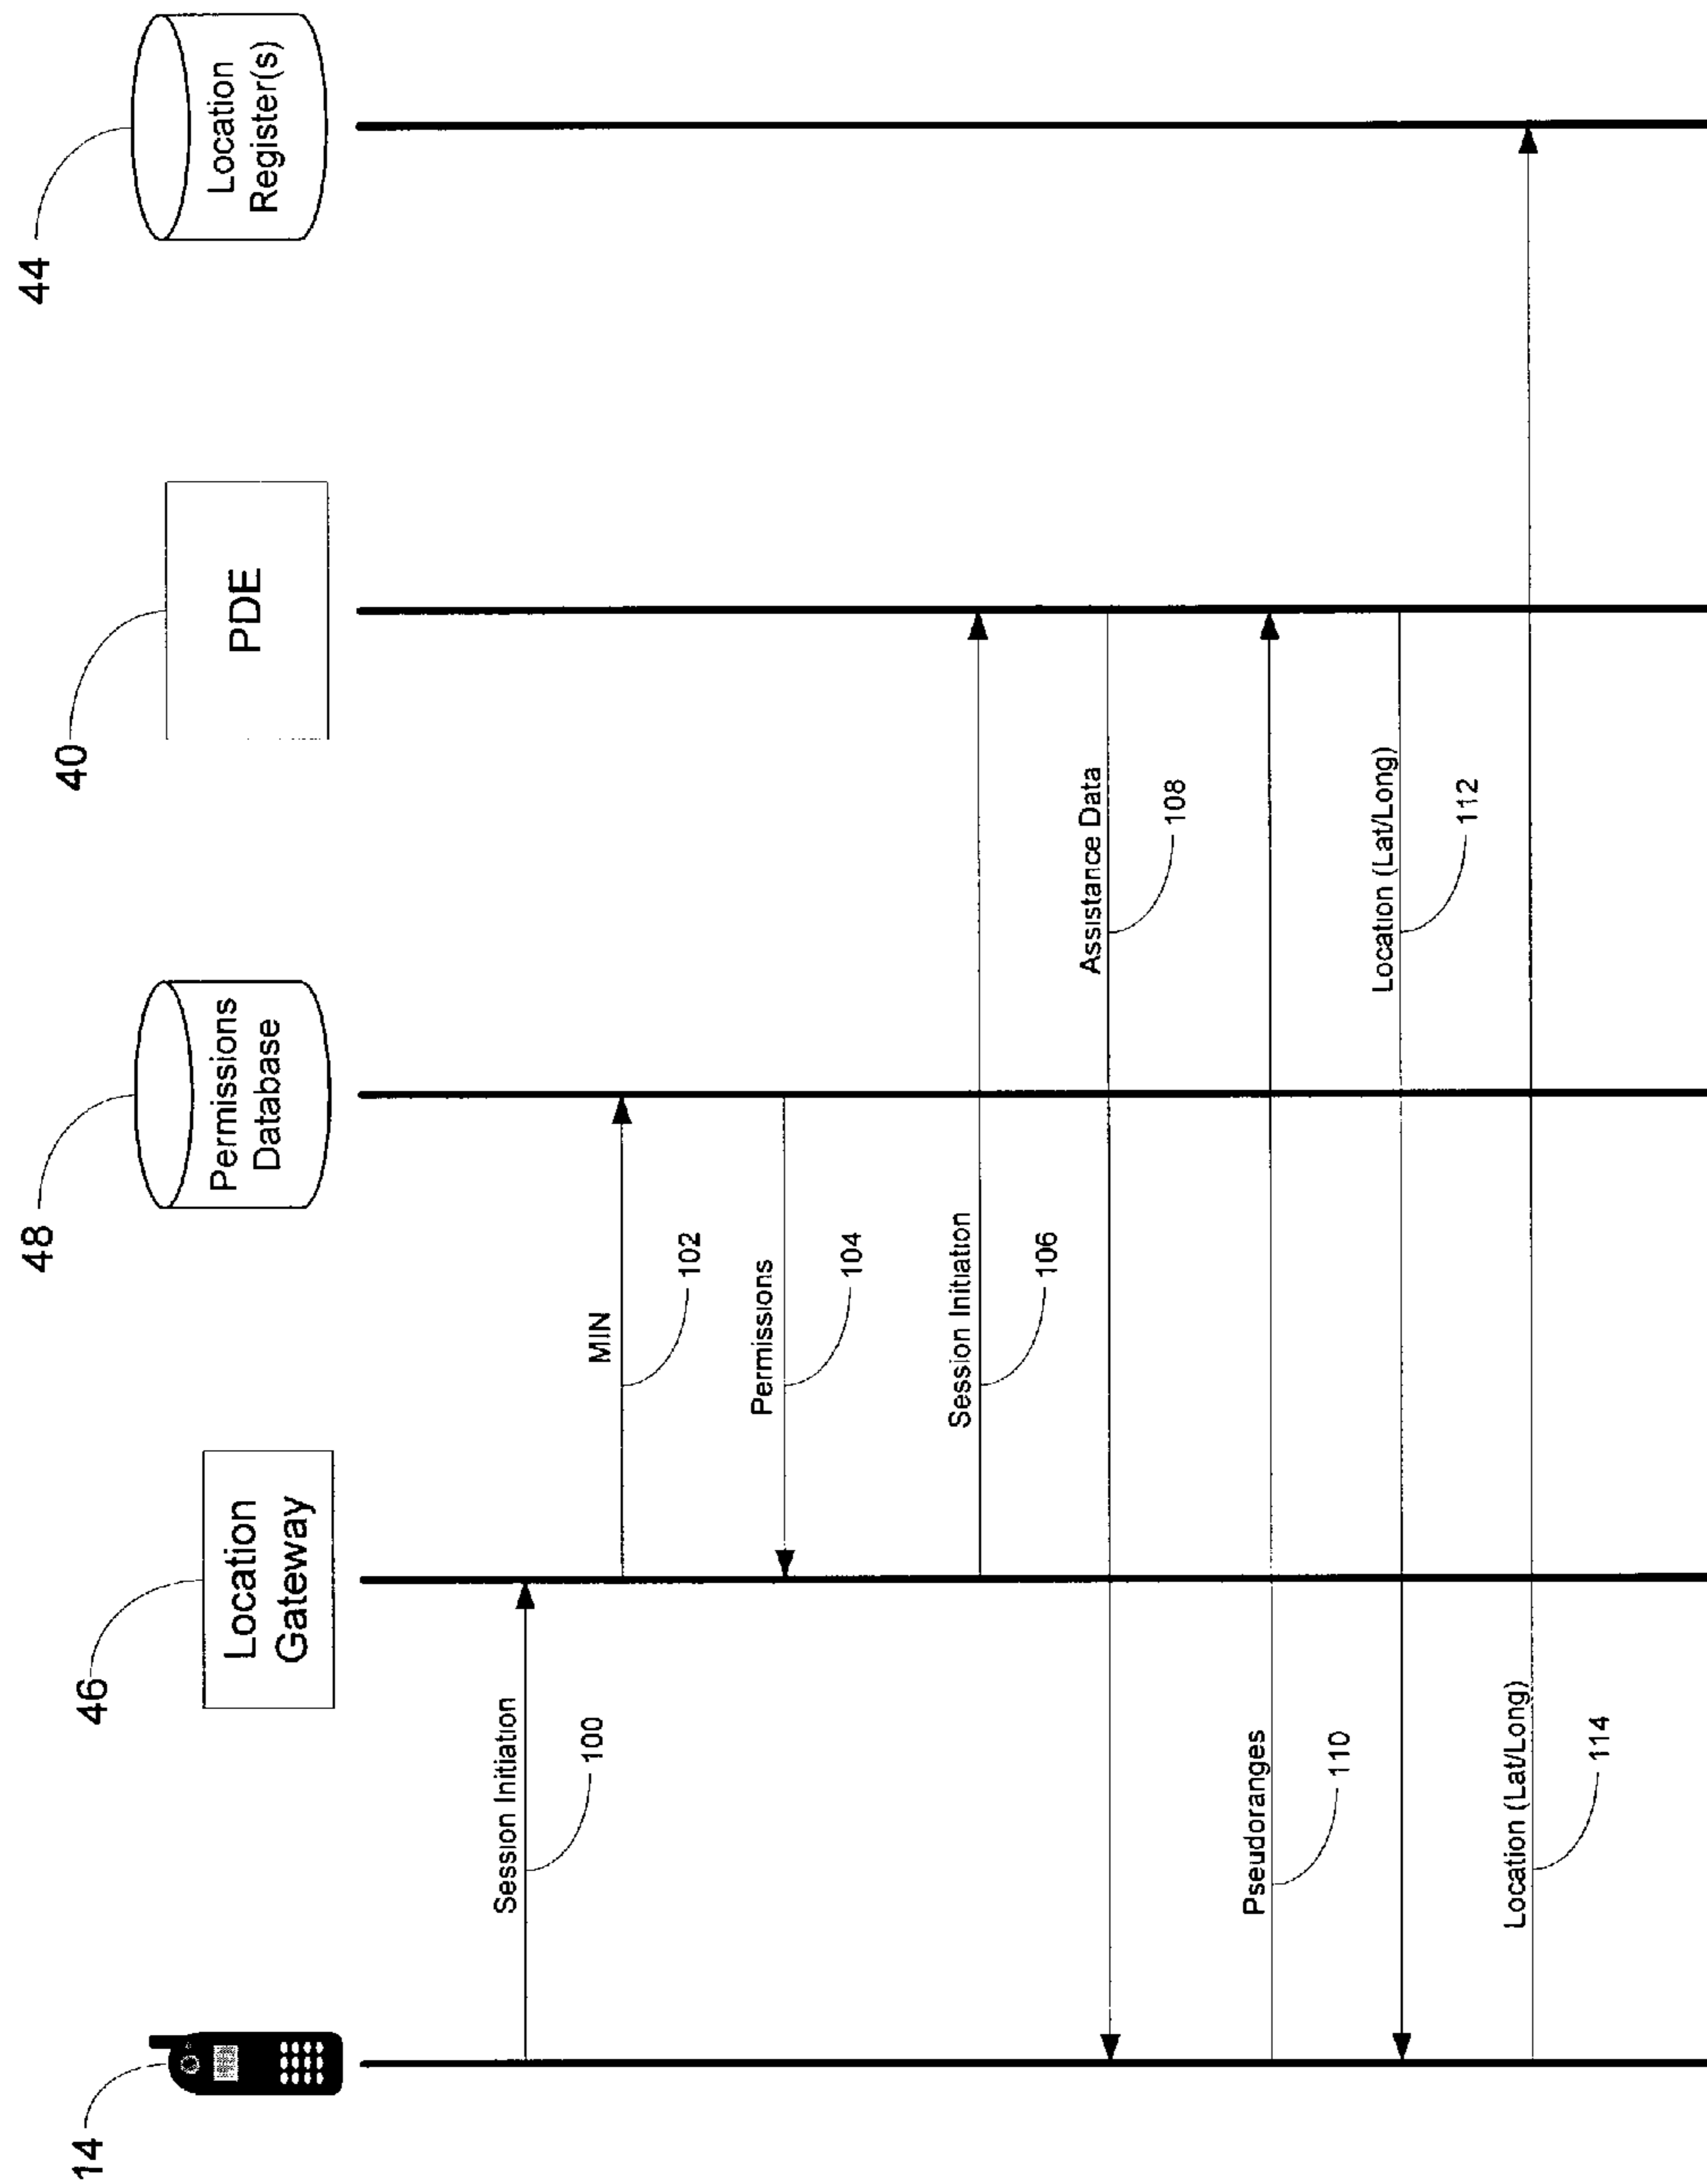 14
46
48
40
44
Location
Gateway
Permissions
Database
PDE
Location
Register(s)
Session Initiation
100
MIN
102
Permissions
104
Session Initiation
106
Assistance Data
108
Pseudoranges
110
Location (Lat/Long)
112
Location (Lat/Long)
114